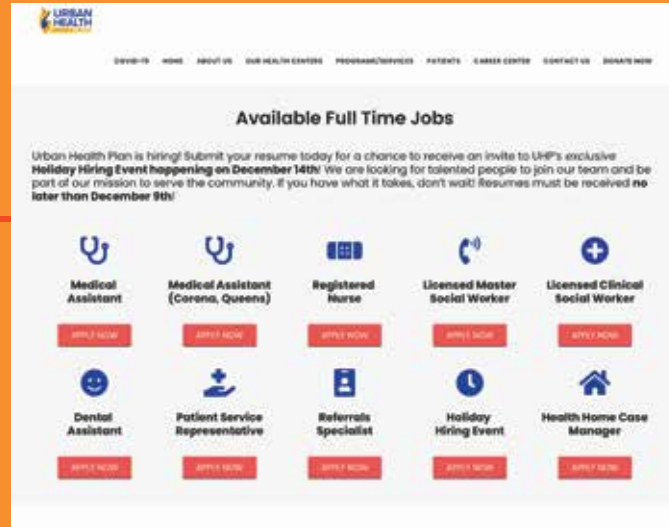 URBAN
HEALTH
COVID-19 HOME ABOUT US OUR HEALTH CENTERS PROGRAMS/SERVICES PATIENTS CAREER CENTER CONTACT US DONATE NOW
Available Full Time Jobs
Urban Health Plan is hiring! Submit your resume today for a chance to receive an invite to UHP's exclusive
Holiday Hiring Event happening on December 14th! We are looking for talented people to join our team and be
part of our mission to serve the community. If you have what it takes, don't wait! Resumes must be received no
later than December 9th!
Medical
Assistant
Medical Assistant
(Corona, Queens)
Registered
Nurse
Licensed Master
Social Worker
Licensed Clinical
Social Worker
APPLY NOW APPLY NOW APPLY NOW APPLY NOW APPLY NOW
Dental
Assistant
Patient Service
Representative
Referrals
Specialist
Holiday
Hiring Event
Health Home Case
Manager
APPLY NOW APPLY NOW APPLY NOW APPLY NOW APPLY NOW